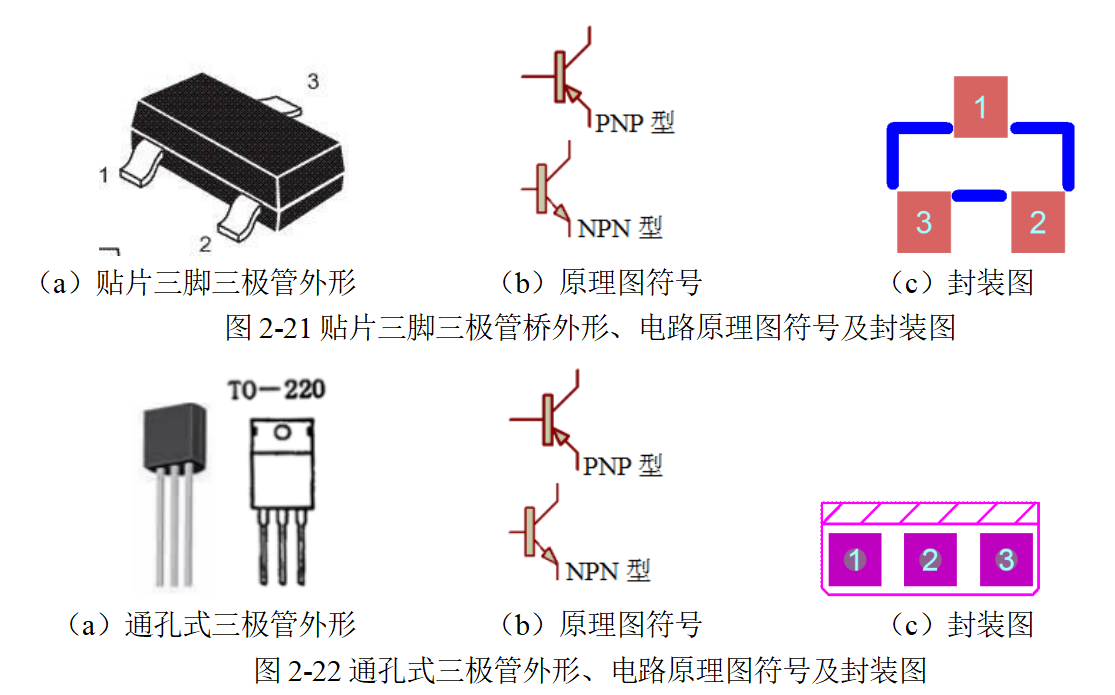 3
1
2
PNP 型
NPN 型
1
3
2
（a）贴片三脚三极管外形
（b）原理图符号
（c）封装图
图 2-21 贴片三脚三极管桥外形、电路原理图符号及封装图
TO－220
PNP 型
NPN 型
1
2
3
（a）通孔式三极管外形
（b）原理图符号
（c）封装图
图 2-22 通孔式三极管外形、电路原理图符号及封装图